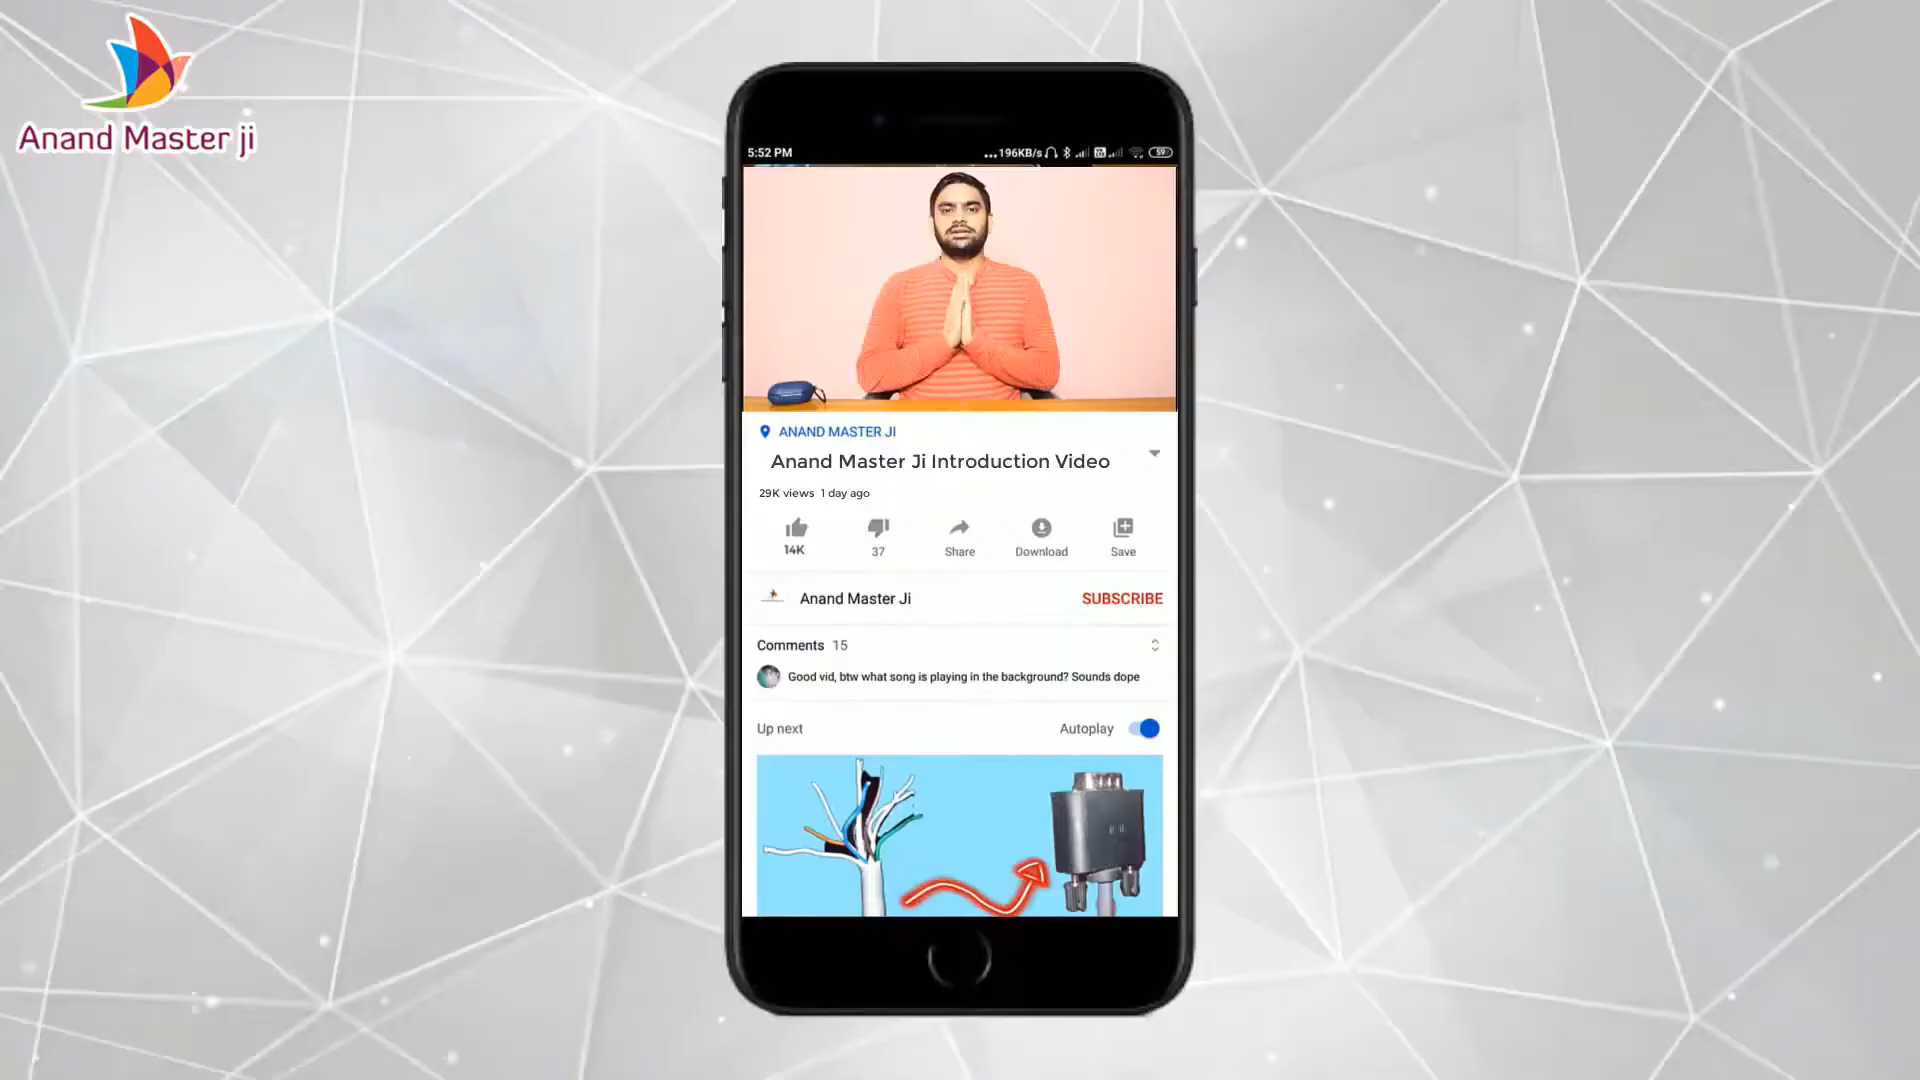 Anand Master ji
5:52 PM
...196KB/s
59
ANAND MASTER JI
Anand Master Ji Introduction Video
29K views 1 day ago
14K
37
Share
Download
Save
Anand Master Ji
SUBSCRIBE
Comments 15
Good vid, btw what song is playing in the background? Sounds dope
Up next
Autoplay